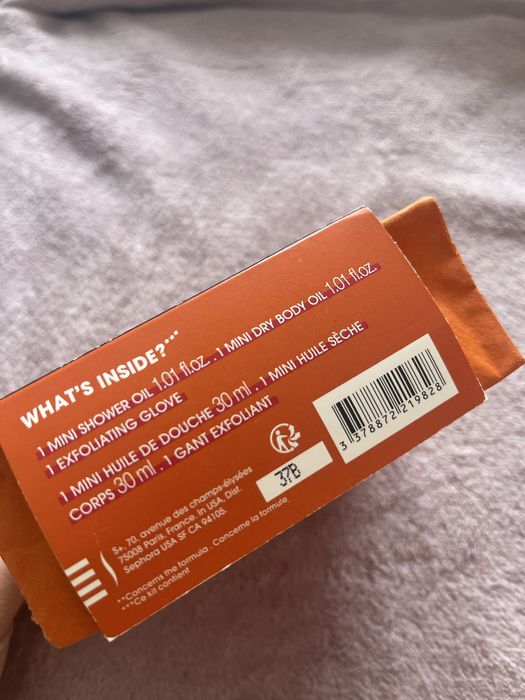 WHAT'S INSIDE?***
1 MINI SHOWER OIL 1.01 fl.oz. . 1 MINI DRY BODY OIL 1.01 fl.oz.
1 EXFOLIATING GLOVE
1 MINI HUILE DE DOUCHE 30 ml . 1 MINI HUILE SÈCHE
CORPS 30 ml . 1 GANT EXFOLIANT
S+, 70, avenue des champs-élysées
75008 Paris, France. In USA, Dist.
Sephora USA SF CA 94105.
37B
3 378872 219828
**Concerns the formula . Concerne la formule
***Ce kit contient